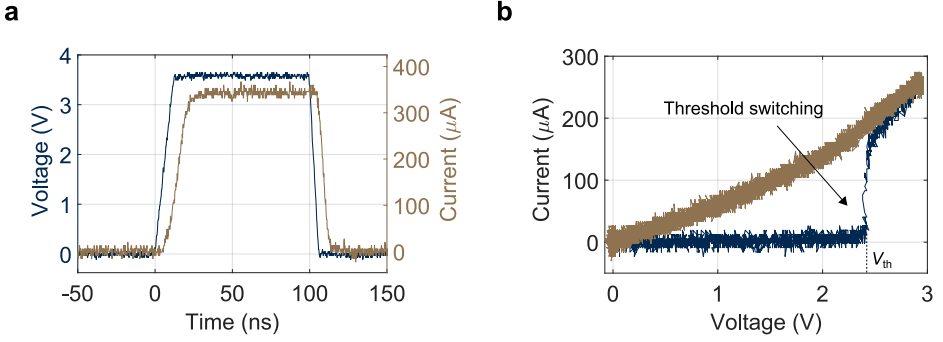 a
4
3
2
1
0
Voltage (V)
400
300
200
100
0
Current (μA)
-50
0
50
100
150
Time (ns)
b
300
200
100
0
Current (μA)
Threshold switching
Vth
0
1
2
3
Voltage (V)